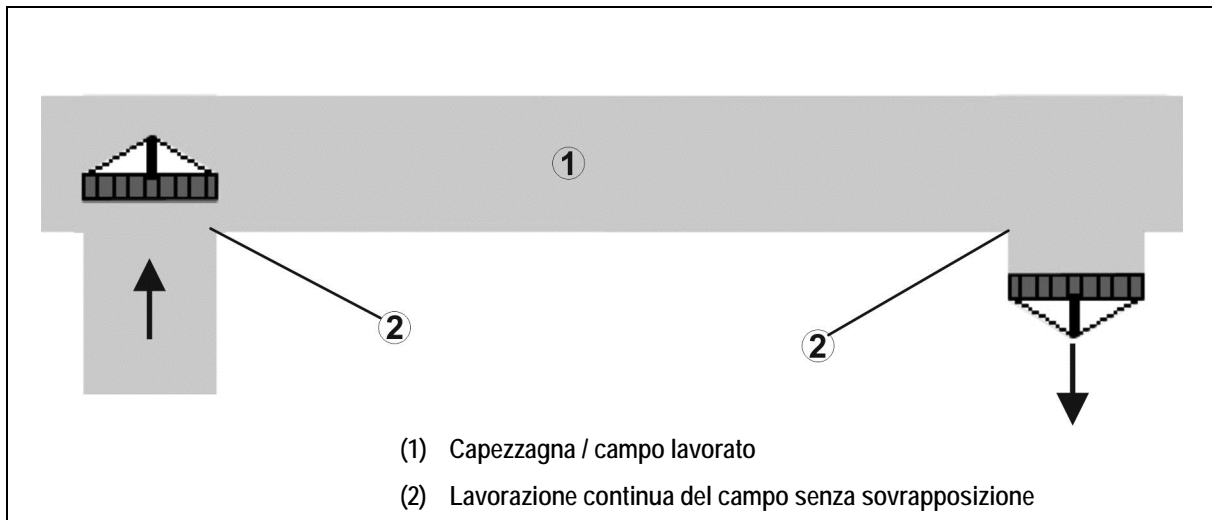 1
2
2
(1) Capezzagna / campo lavorato
(2) Lavorazione continua del campo senza sovrapposizione